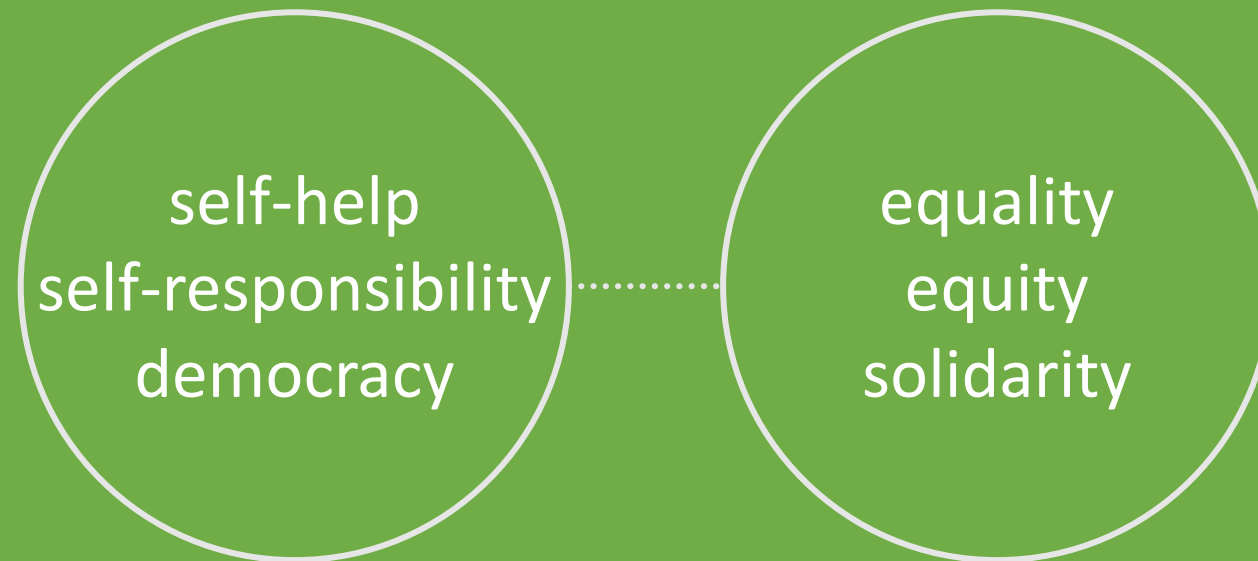 self-help
self-responsibility
democracy
equality
equity
solidarity